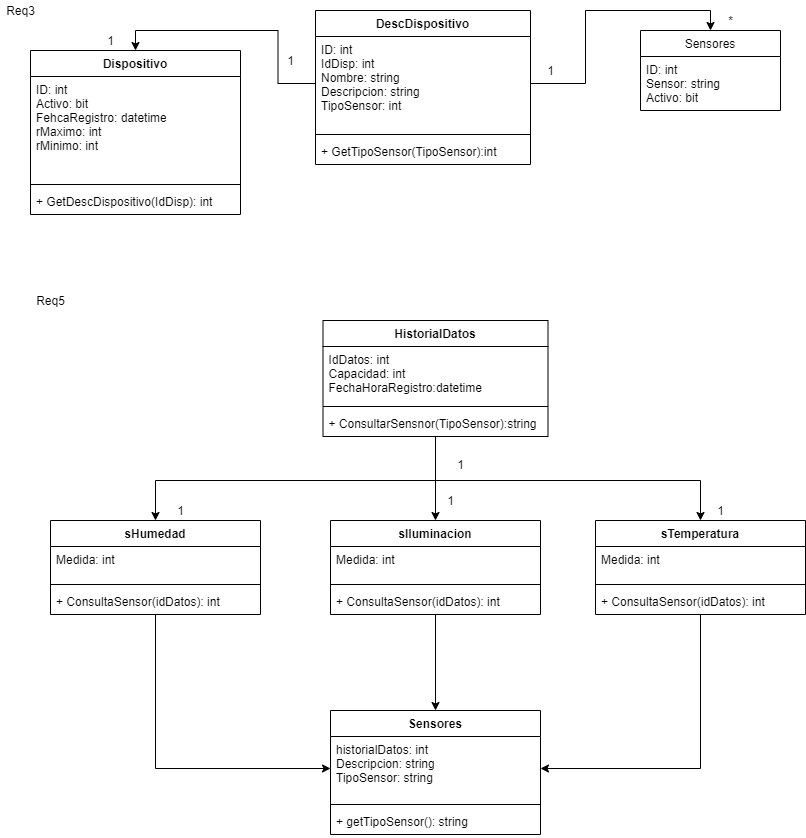 Req3
DescDispositivo
ID: int
IdDisp: int
Nombre: string
Descripcion: string
TipoSensor: int
+ GetTipoSensor(TipoSensor):int
1
1
Dispositivo
ID: int
Activo: bit
FehcaRegistro: datetime
rMaximo: int
rMinimo: int
+ GetDescDispositivo(IdDisp): int
1
*
Sensores
ID: int
Sensor: string
Activo: bit
Req5
HistorialDatos
IdDatos: int
Capacidad: int
FechaHoraRegistro:datetime
+ ConsultarSensnor(TipoSensor):string
1
1
1
1
sHumedad
Medida: int
+ ConsultaSensor(idDatos): int
sIluminacion
Medida: int
+ ConsultaSensor(idDatos): int
sTemperatura
Medida: int
+ ConsultaSensor(idDatos): int
Sensores
historialDatos: int
Descripcion: string
TipoSensor: string
+ getTipoSensor(): string